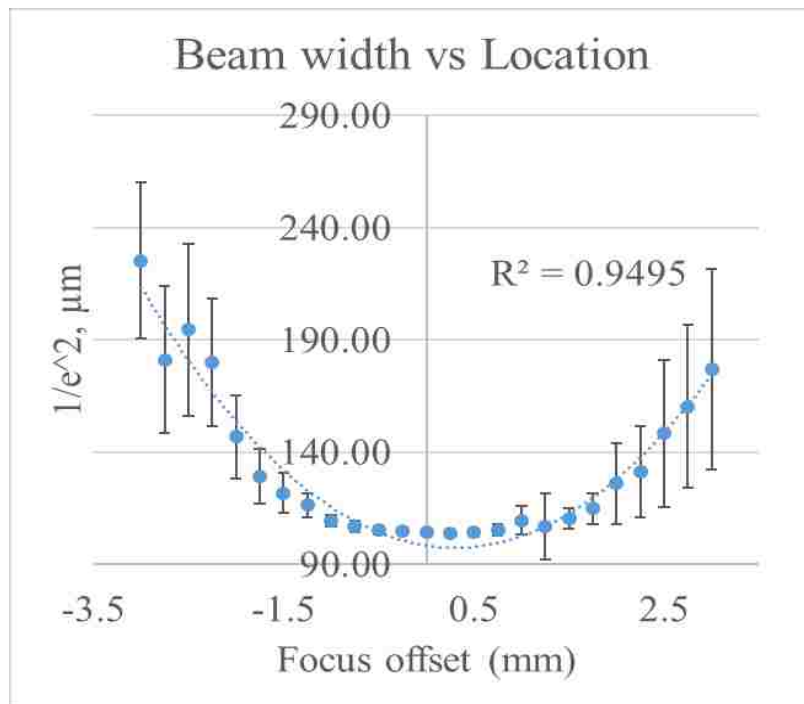 Beam width vs Location
290.00
240.00
R² = 0.9495
190.00
140.00
90.00
1/e^2, µm
-3.5 -1.5 0.5 2.5
Focus offset (mm)